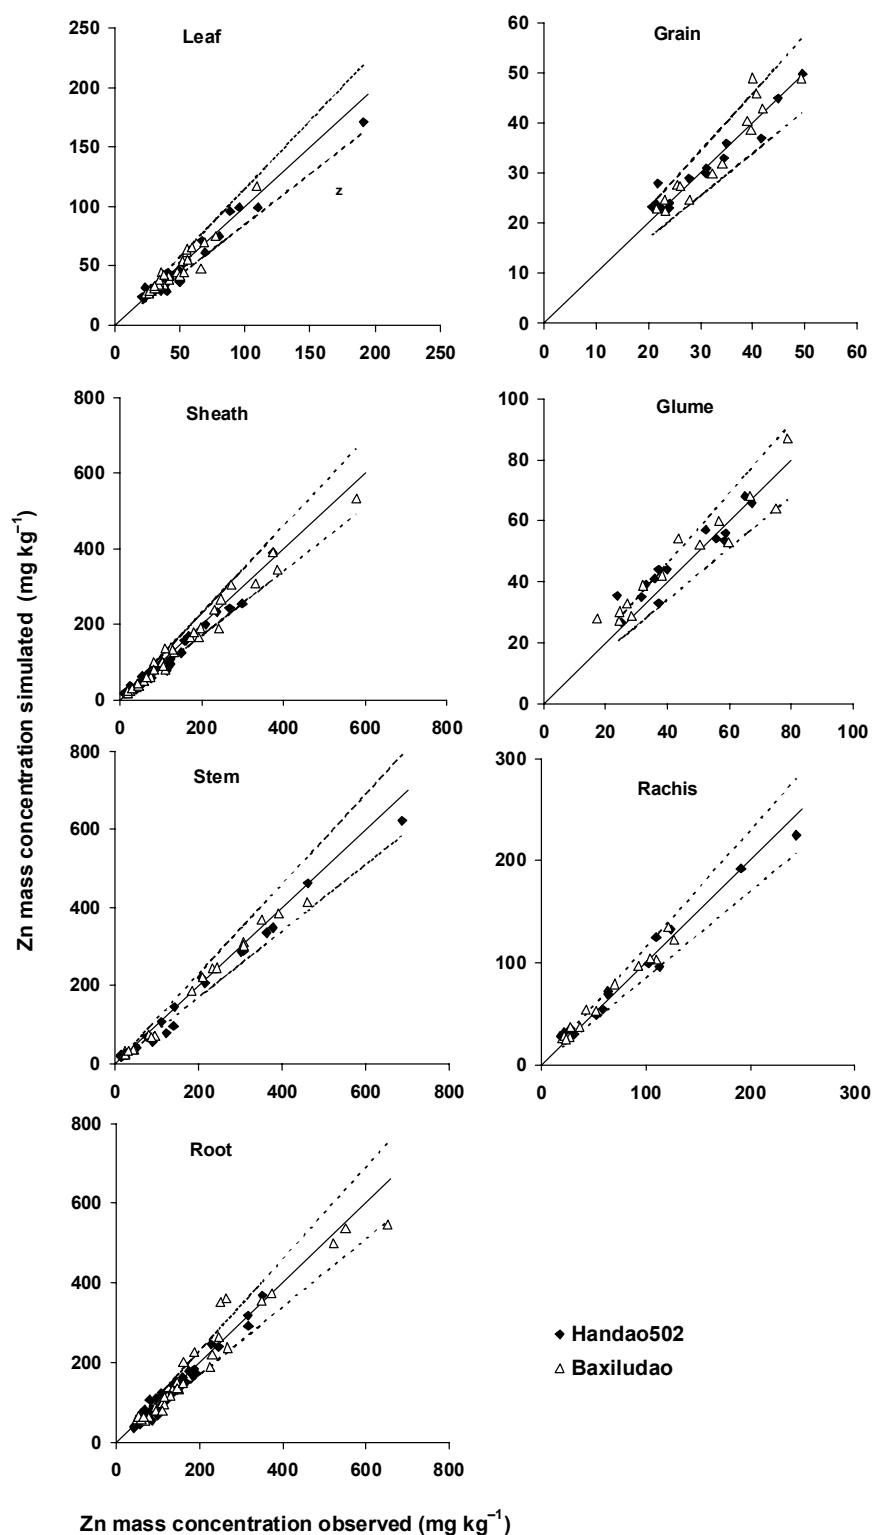 Leaf
250
200
150
100
50
0
0 50 100 150 200 250
z
Grain
60
50
40
30
20
10
0
0 10 20 30 40 50 60
Sheath
800
600
400
200
0
0 200 400 600 800
Glume
100
80
60
40
20
0
0 20 40 60 80 100
Stem
800
600
400
200
0
0 200 400 600 800
Rachis
300
200
100
0
0 100 200 300
Root
800
600
400
200
0
0 200 400 600 800
Handao502
Baxiludao
Zn mass concentration simulated (mg kg⁻¹)
Zn mass concentration observed (mg kg⁻¹)